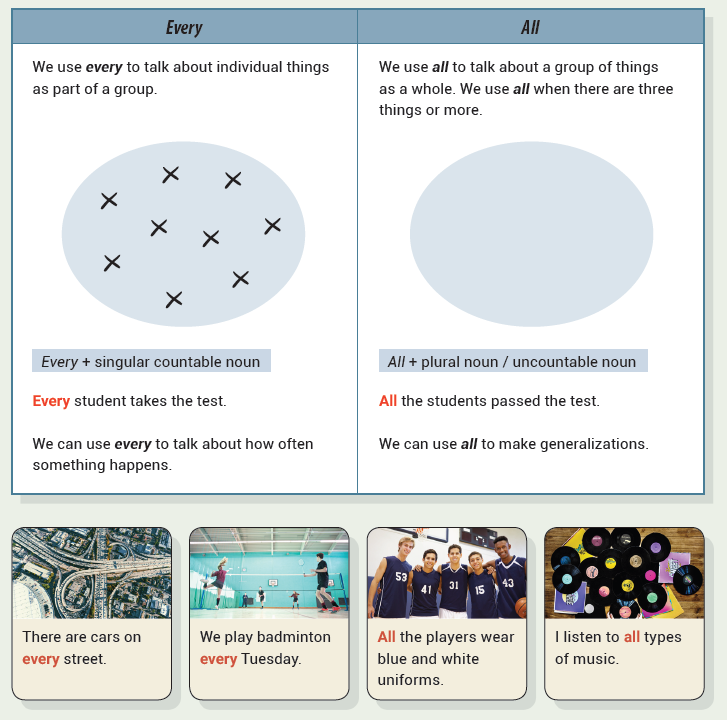 Every
All
We use every to talk about individual things
as part of a group.
We use all to talk about a group of things
as a whole. We use all when there are three
things or more.
Every + singular countable noun
All + plural noun / uncountable noun
Every student takes the test.
All the students passed the test.
We can use every to talk about how often
something happens.
We can use all to make generalizations.
53
41
31
15
43
There are cars on
every street.
We play badminton
every Tuesday.
All the players wear
blue and white
uniforms.
I listen to all types
of music.